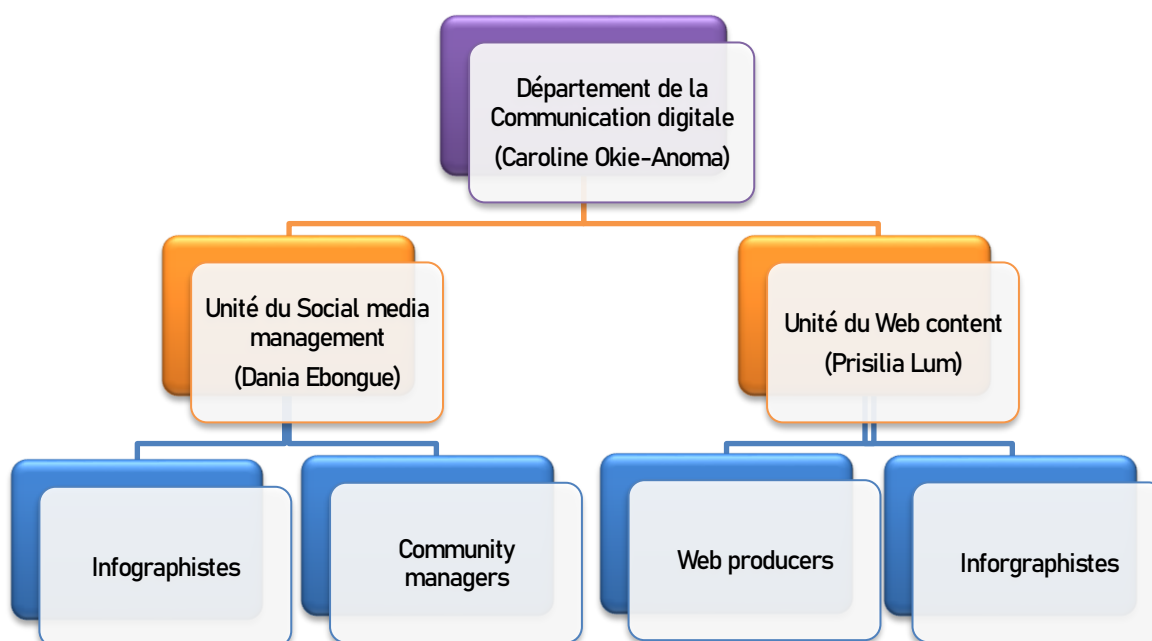 Département de la
Communication digitale
(Caroline Okie-Anoma)
Unité du Social media
management
(Dania Ebongue)
Unité du Web content
(Prisilia Lum)
Infographistes
Community
managers
Web producers
Inforgraphistes